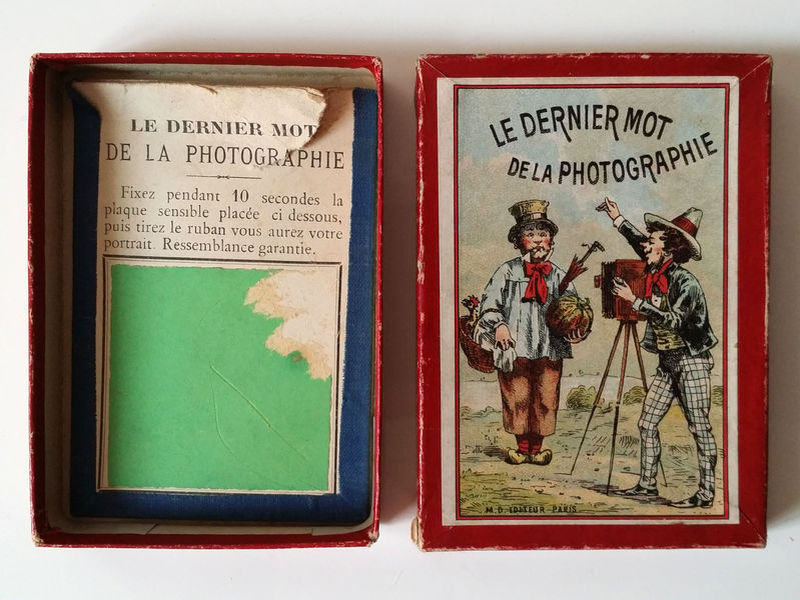 LE DERNIER MOT
DE LA PHOTOGRAPHIE
Fixez pendant 10 secondes la
plaque sensible placée ci dessous,
puis tirez le ruban vous aurez votre
portrait. Ressemblance garantie.
LE DERNIER MOT
DE LA PHOTOGRAPHIE
M. D. EDITEUR PARIS